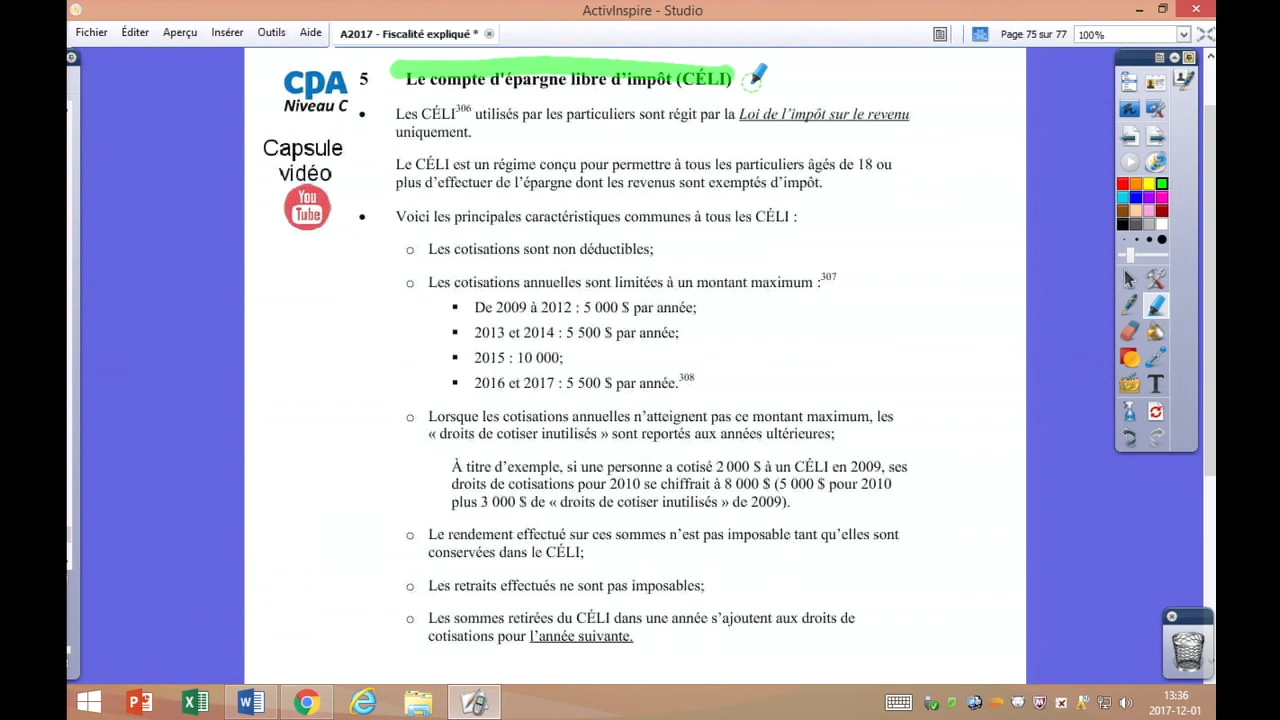 ActivInspire - Studio
Fichier Éditer Aperçu Insérer Outils Aide
A2017 - Fiscalité expliqué *
Page 75 sur 77
100%
CPA
Niveau C
5 Le compte d'épargne libre d’impôt (CÉLI)
• Les CÉLI306 utilisés par les particuliers sont régit par la Loi de l’impôt sur le revenu
uniquement.
Capsule
vidéo
You
Tube
Le CÉLI est un régime conçu pour permettre à tous les particuliers âgés de 18 ou
plus d’effectuer de l’épargne dont les revenus sont exemptés d’impôt.
• Voici les principales caractéristiques communes à tous les CÉLI :
o Les cotisations sont non déductibles;
o Les cotisations annuelles sont limitées à un montant maximum :307
▪ De 2009 à 2012 : 5 000 $ par année;
▪ 2013 et 2014 : 5 500 $ par année;
▪ 2015 : 10 000;
▪ 2016 et 2017 : 5 500 $ par année.308
o Lorsque les cotisations annuelles n’atteignent pas ce montant maximum, les
« droits de cotiser inutilisés » sont reportés aux années ultérieures;
À titre d’exemple, si une personne a cotisé 2 000 $ à un CÉLI en 2009, ses
droits de cotisations pour 2010 se chiffrait à 8 000 $ (5 000 $ pour 2010
plus 3 000 $ de « droits de cotiser inutilisés » de 2009).
o Le rendement effectué sur ces sommes n’est pas imposable tant qu’elles sont
conservées dans le CÉLI;
o Les retraits effectués ne sont pas imposables;
o Les sommes retirées du CÉLI dans une année s’ajoutent aux droits de
cotisations pour l’année suivante.
13:36
2017-12-01